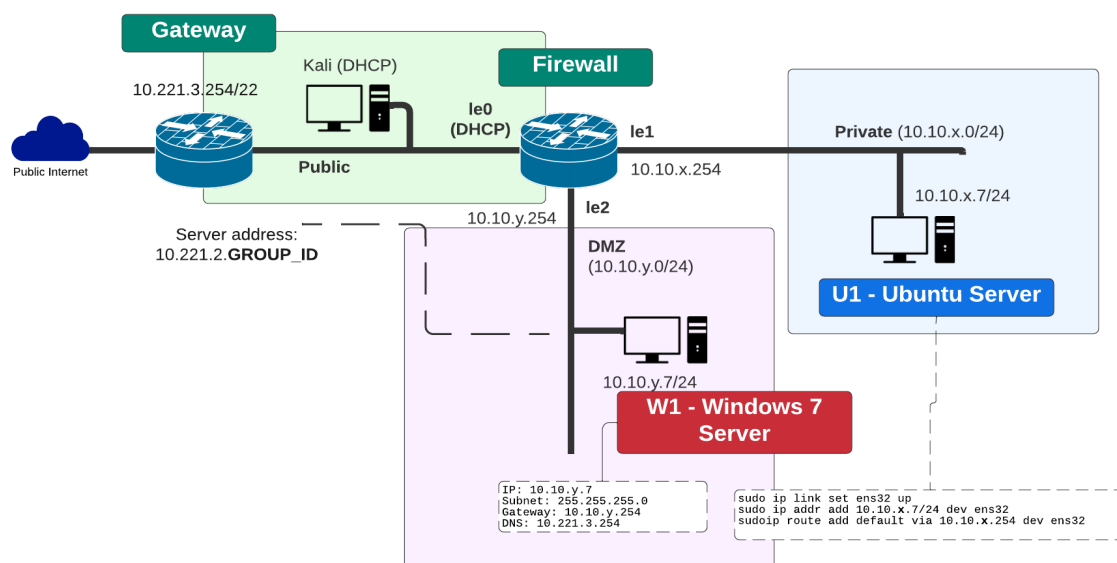 Gateway
10.221.3.254/22
Public Internet
Kali (DHCP)
Public
Firewall
le0
(DHCP)
le1
10.10.x.254
Private (10.10.x.0/24)
10.10.x.7/24
U1 - Ubuntu Server
10.10.y.254
le2
Server address:
10.221.2.GROUP_ID
DMZ
(10.10.y.0/24)
10.10.y.7/24
W1 - Windows 7
Server
IP: 10.10.y.7
Subnet: 255.255.255.0
Gateway: 10.10.y.254
DNS: 10.221.3.254
sudo ip link set ens32 up
sudo ip addr add 10.10.x.7/24 dev ens32
sudoip route add default via 10.10.x.254 dev ens32